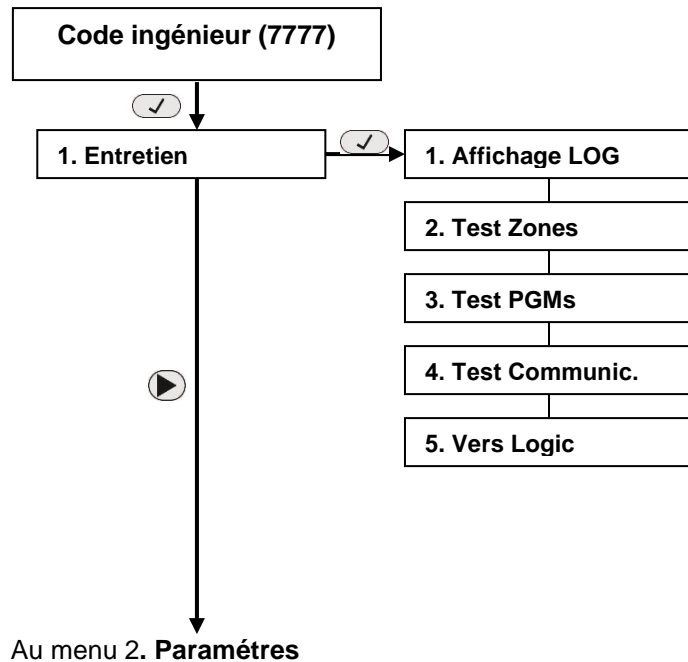 Code ingénieur (7777)
1. Entretien
1. Affichage LOG
2. Test Zones
3. Test PGMs
4. Test Communic.
5. Vers Logic
Au menu 2. Paramétres